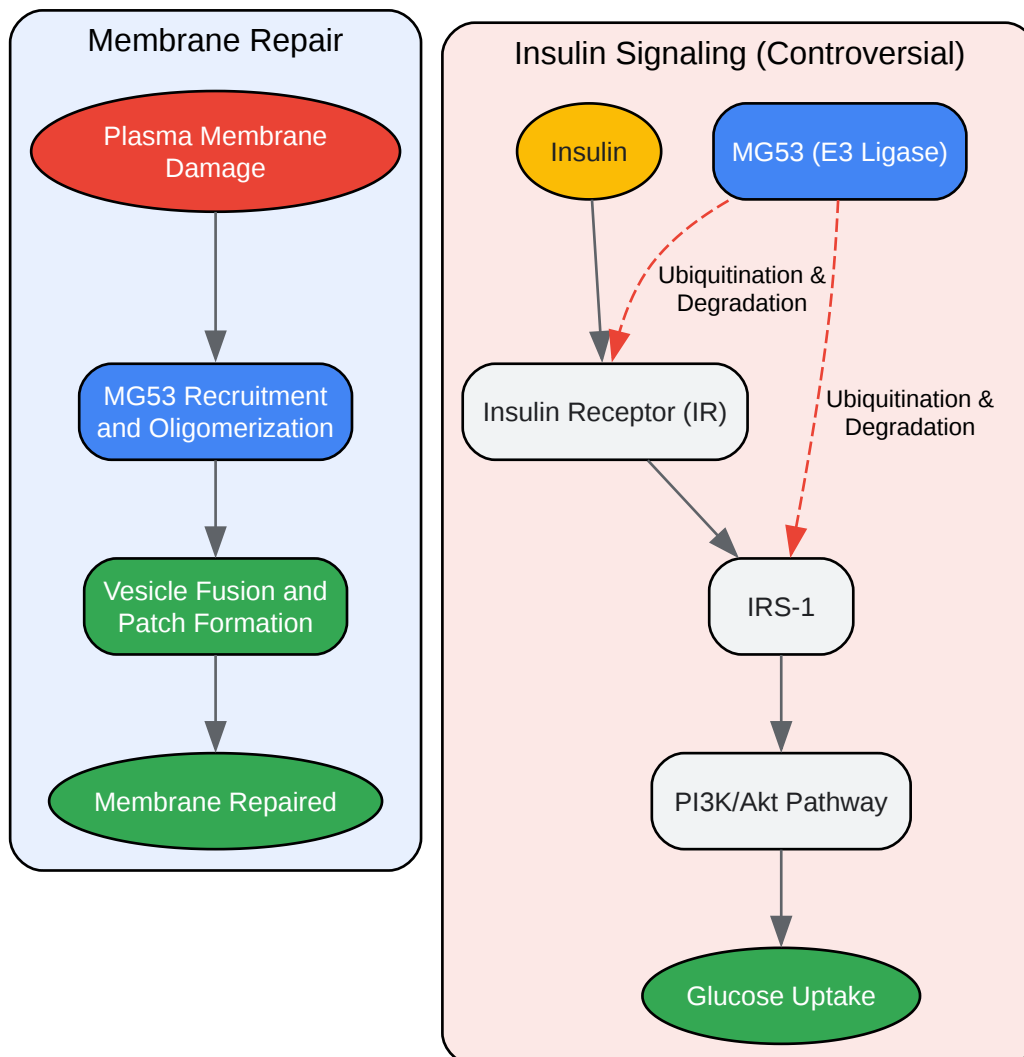 Membrane Repair
Plasma Membrane
Damage
MG53 Recruitment
and Oligomerization
Vesicle Fusion and
Patch Formation
Membrane Repaired
Insulin Signaling (Controversial)
Insulin
MG53 (E3 Ligase)
Ubiquitination &
Degradation
Insulin Receptor (IR)
Ubiquitination &
Degradation
IRS-1
PI3K/Akt Pathway
Glucose Uptake